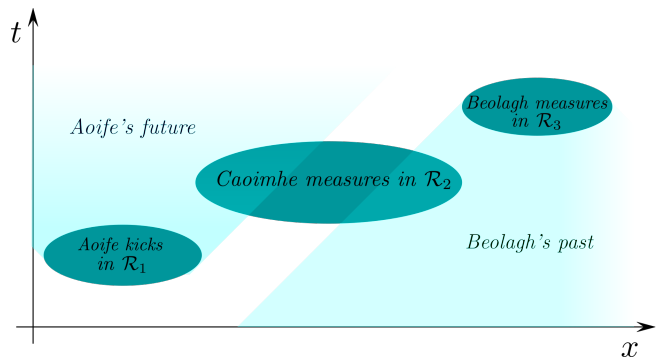 t
Beolagh measures
in R₃
Aoife's future
Caoimhe measures in R₂
Aoife kicks
in R₁
Beolagh's past
x